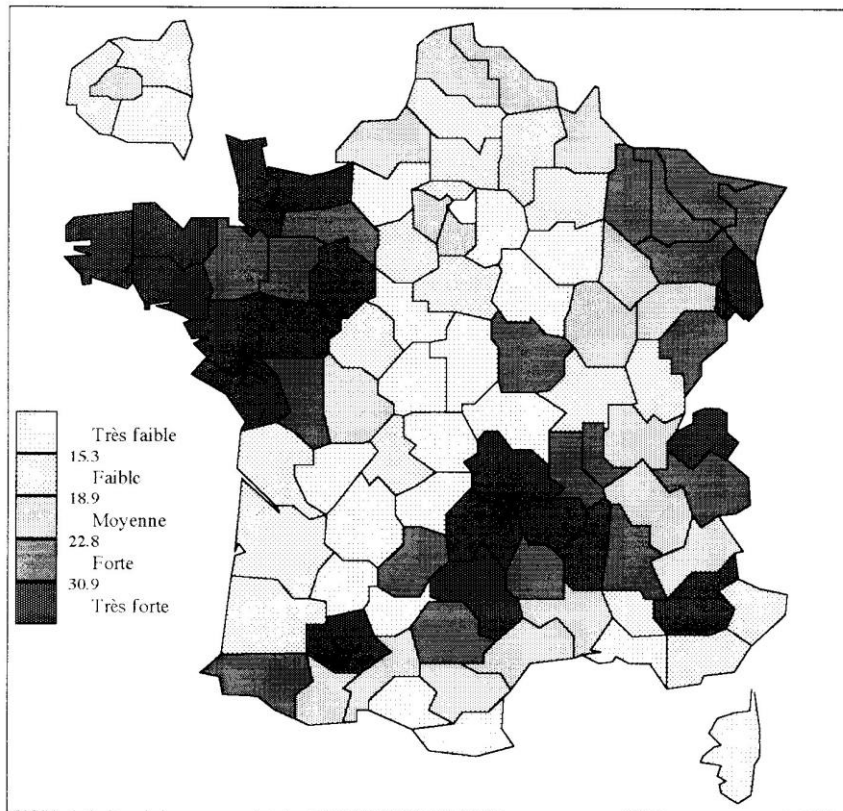 Très faible
15.3
Faible
18.9
Moyenne
22.8
Forte
30.9
Très forte